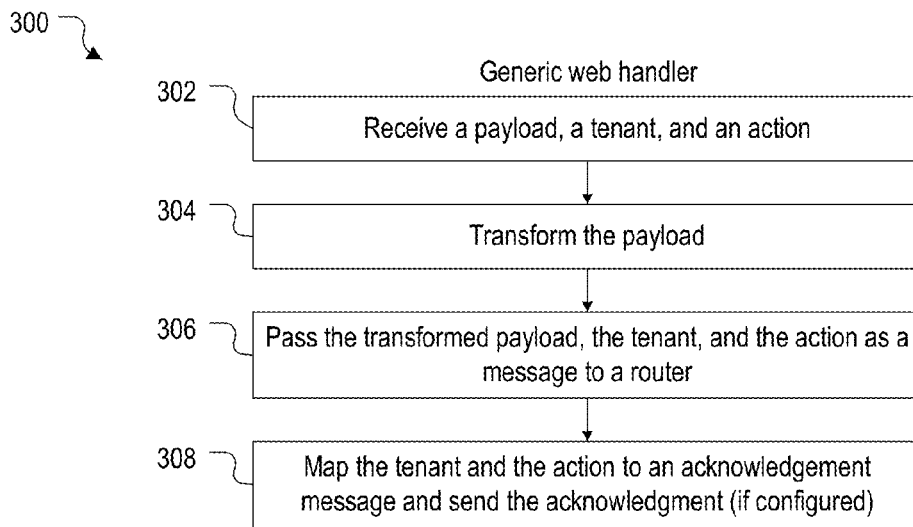 300
Generic web handler
302
Receive a payload, a tenant, and an action
304
Transform the payload
306
Pass the transformed payload, the tenant, and the action as a
message to a router
308
Map the tenant and the action to an acknowledgement
message and send the acknowledgment (if configured)